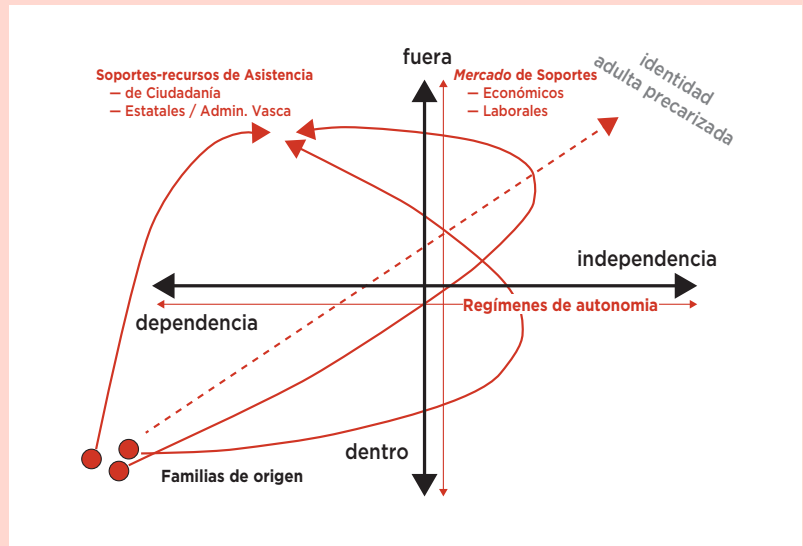 fuera
Soportes-recursos de Asistencia
— de Ciudadanía
— Estatales / Admin. Vasca
Mercado de Soportes
— Económicos
— Laborales
identidad
adulta precarizada
independencia
Regímenes de autonomia
dependencia
dentro
Familias de origen